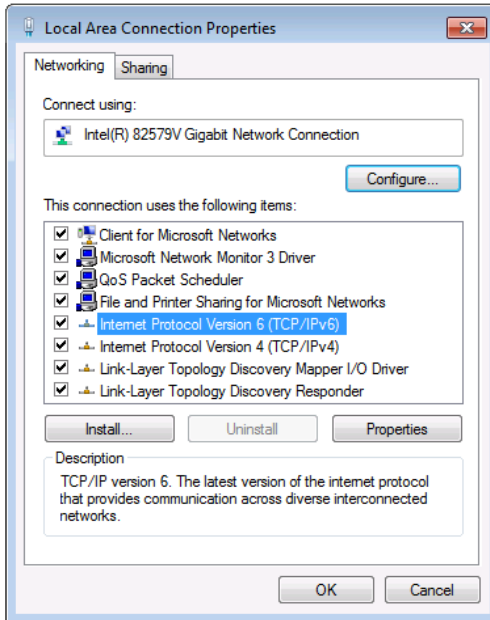 Local Area Connection Properties
Networking
Sharing
Connect using:
Intel(R) 82579V Gigabit Network Connection
Configure...
This connection uses the following items:
Client for Microsoft Networks
Microsoft Network Monitor 3 Driver
QoS Packet Scheduler
File and Printer Sharing for Microsoft Networks
Internet Protocol Version 6 (TCP/IPv6)
Internet Protocol Version 4 (TCP/IPv4)
Link-Layer Topology Discovery Mapper I/O Driver
Link-Layer Topology Discovery Responder
Install...
Uninstall
Properties
Description
TCP/IP version 6. The latest version of the internet protocol
that provides communication across diverse interconnected
networks.
OK
Cancel